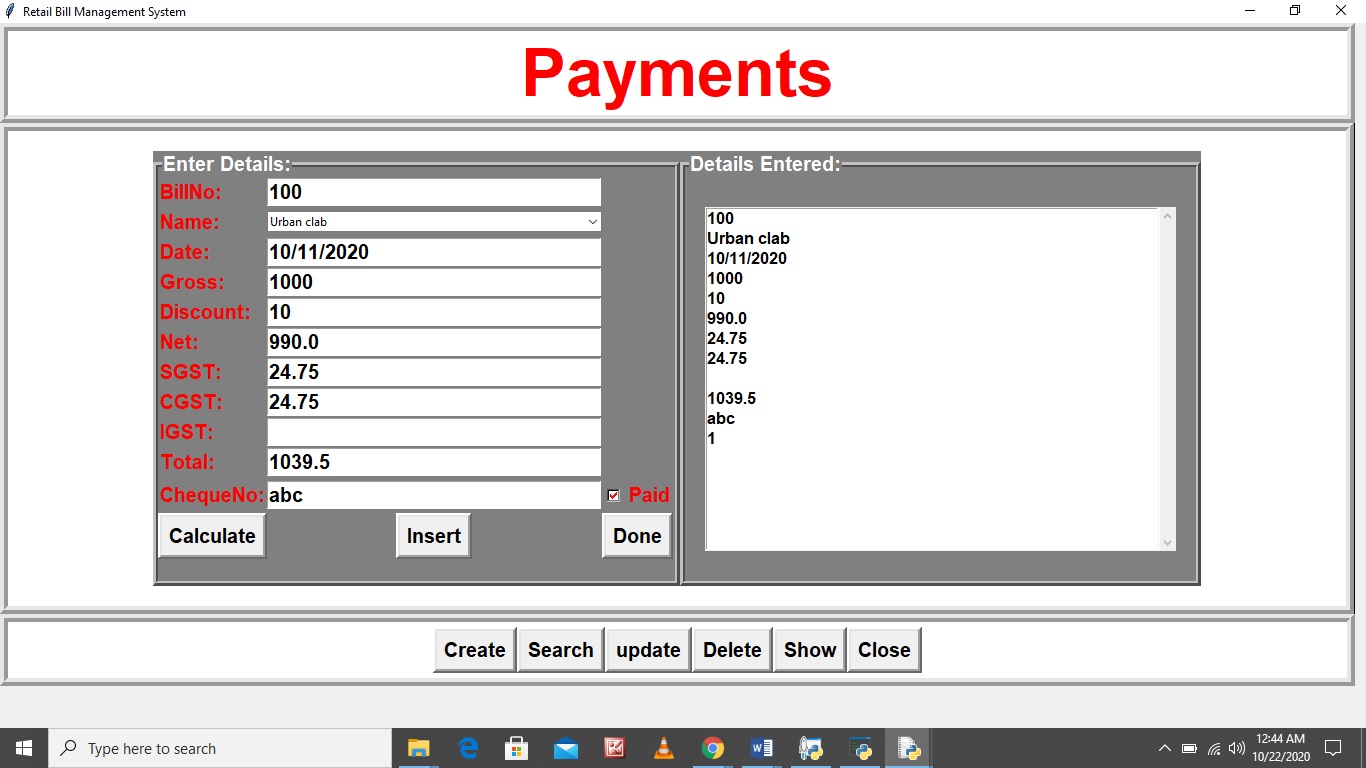 Retail Bill Management System
Payments
Enter Details:
BillNo: 100
Name: Urban clab
Date: 10/11/2020
Gross: 1000
Discount: 10
Net: 990.0
SGST: 24.75
CGST: 24.75
IGST:
Total: 1039.5
ChequeNo: abc Paid
Calculate Insert Done
Details Entered:
100
Urban clab
10/11/2020
1000
10
990.0
24.75
24.75
1039.5
abc
1
Create Search update Delete Show Close
Type here to search
12:44 AM
10/22/2020